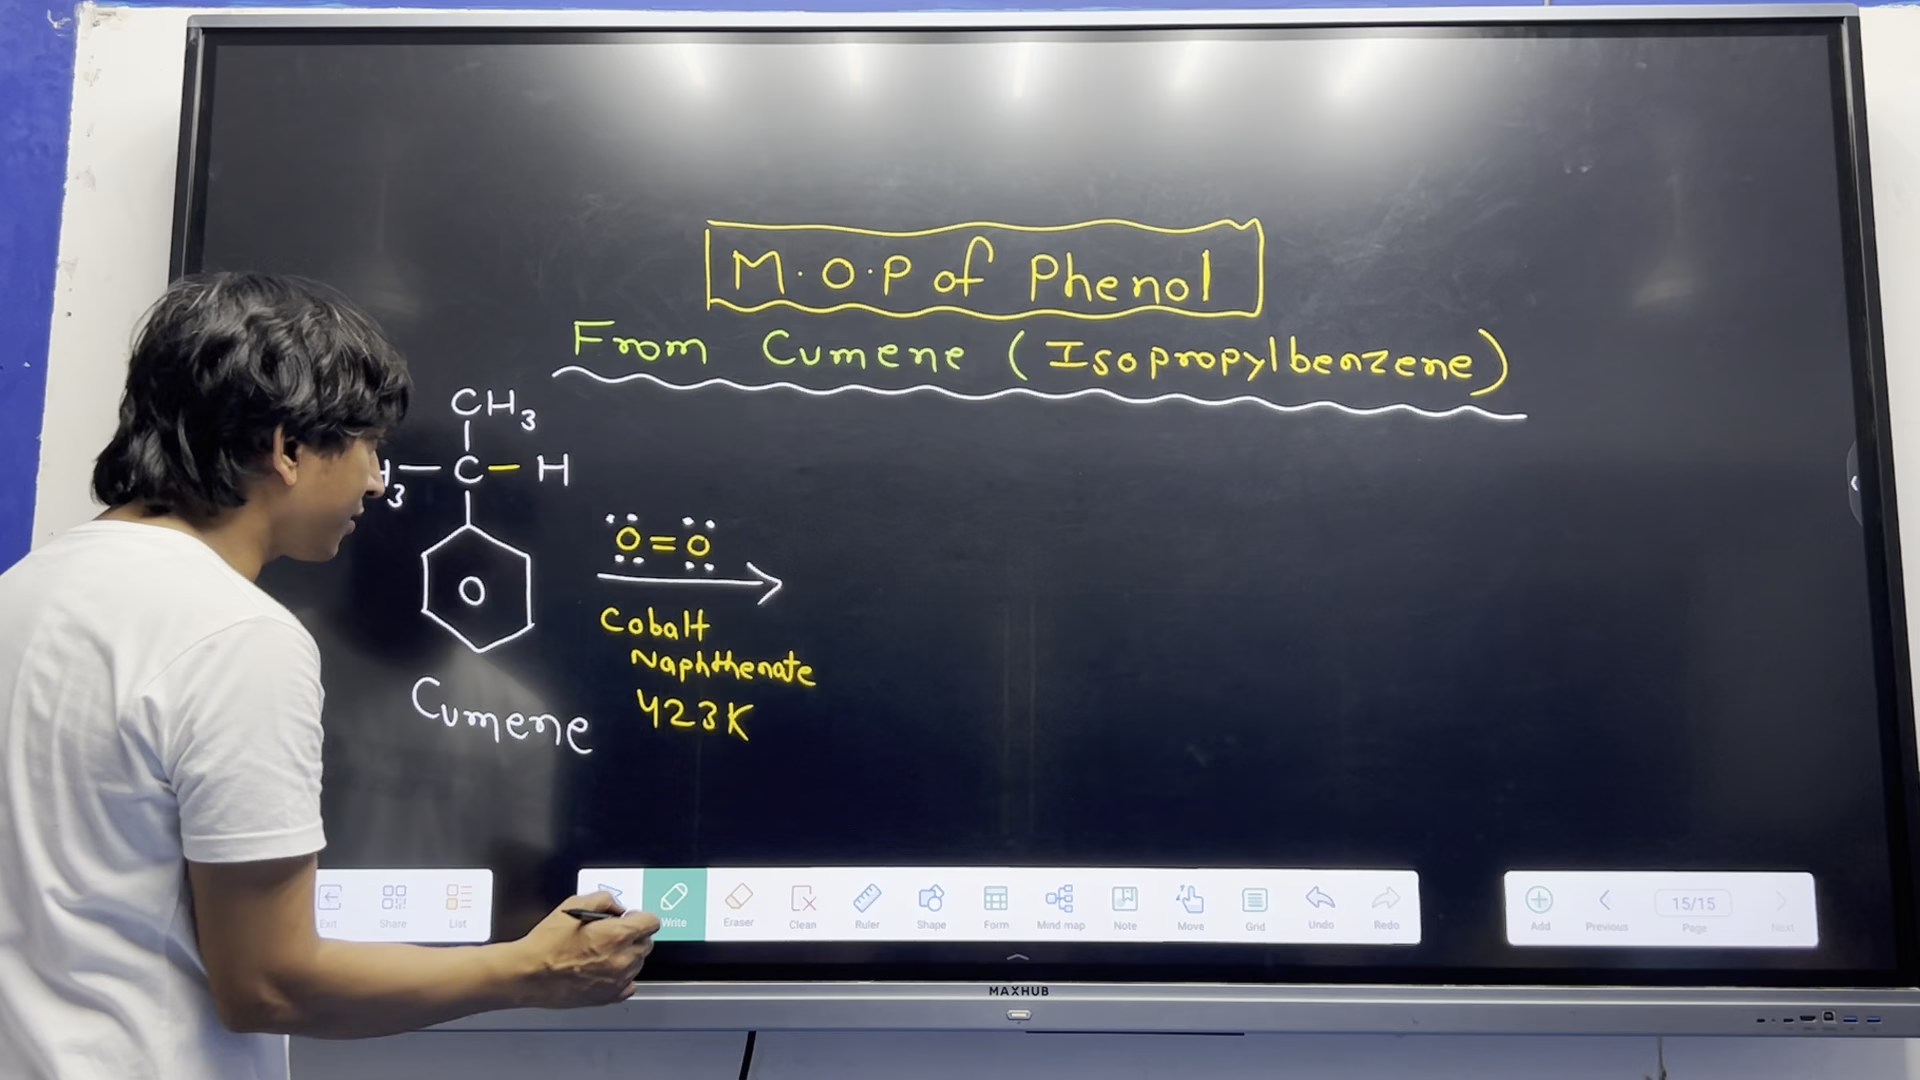 M.O.P of Phenol
From Cumene (Isopropylbenzene)
CH3
H3—C—H
O=O
Cobalt
Naphthenate
423K
Cumene
Exit Share List Write Eraser Clean Ruler Shape Form Mind map Note Move Grid Undo Redo Add Previous 15/15 Page Next
MAXHUB